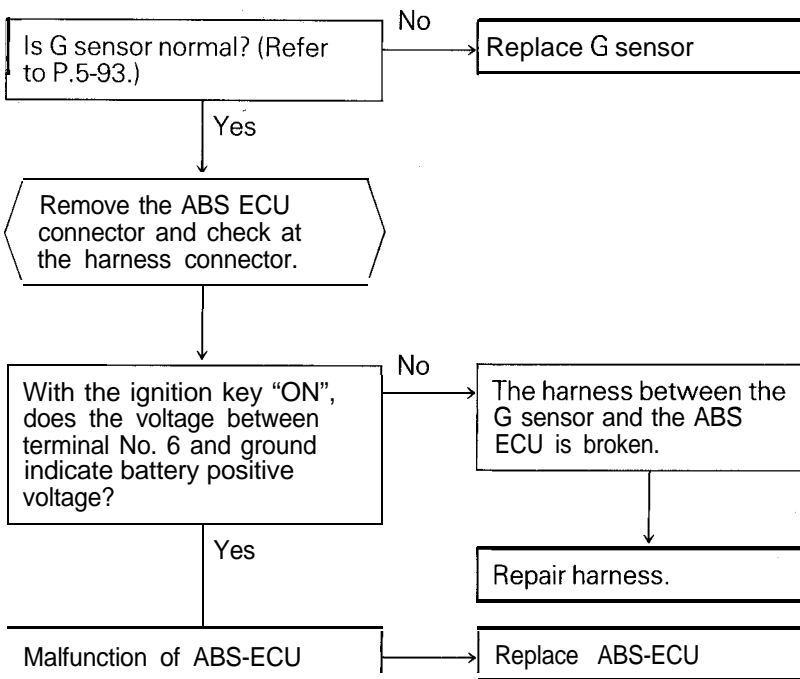 Is G sensor normal? (Refer
to P.5-93.)
No
Replace G sensor
Yes
Remove the ABS ECU
connector and check at
the harness connector.
With the ignition key “ON”,
does the voltage between
terminal No. 6 and ground
indicate battery positive
voltage?
No
The harness between the
G sensor and the ABS
ECU is broken.
Yes
Repair harness.
Malfunction of ABS-ECU
Replace ABS-ECU